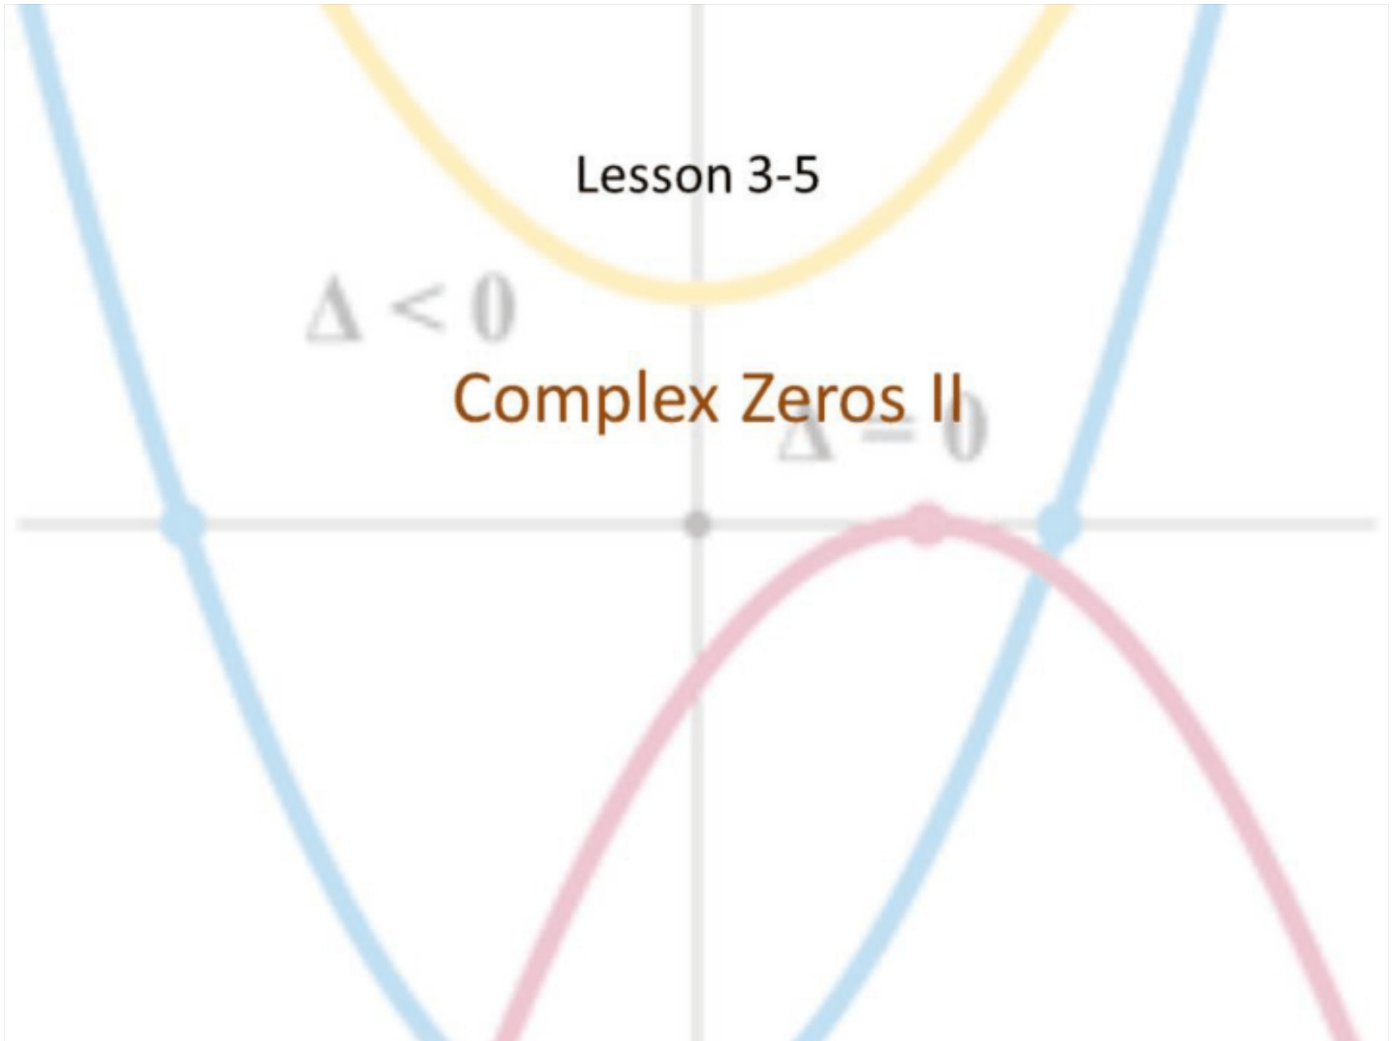 Lesson 3-5
Δ < 0
Complex Zeros II
Δ = 0